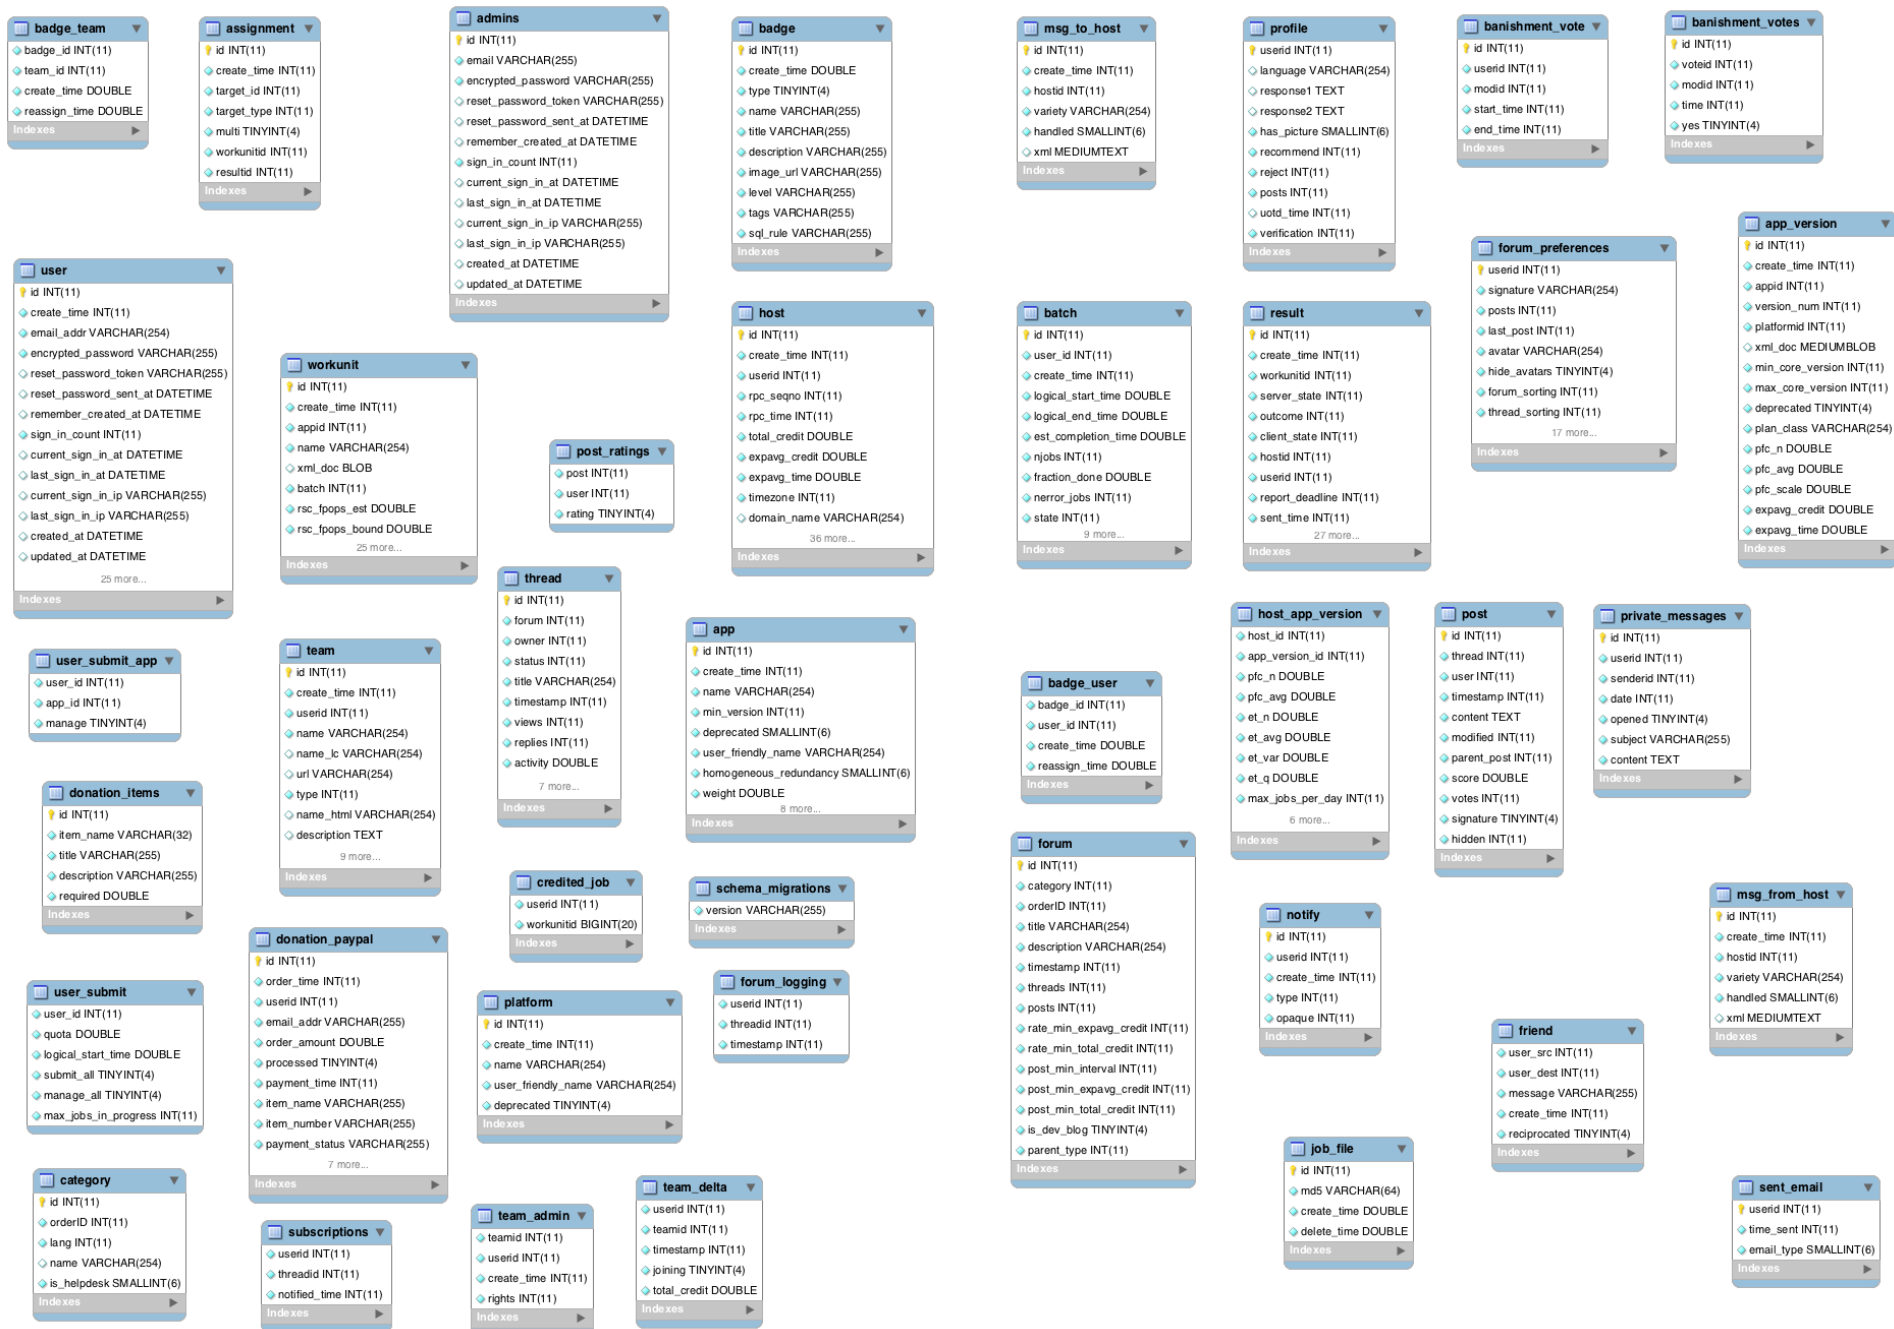 badge_team
badge_id INT(11)
team_id INT(11)
create_time DOUBLE
reassign_time DOUBLE
Indexes
assignment
id INT(11)
create_time INT(11)
target_id INT(11)
target_type INT(11)
multi TINYINT(4)
workunitid INT(11)
resultid INT(11)
Indexes
admins
id INT(11)
email VARCHAR(255)
encrypted_password VARCHAR(255)
reset_password_token VARCHAR(255)
reset_password_sent_at DATETIME
remember_created_at DATETIME
sign_in_count INT(11)
current_sign_in_at DATETIME
last_sign_in_at DATETIME
current_sign_in_ip VARCHAR(255)
last_sign_in_ip VARCHAR(255)
created_at DATETIME
updated_at DATETIME
Indexes
badge
id INT(11)
create_time DOUBLE
type TINYINT(4)
name VARCHAR(255)
title VARCHAR(255)
description VARCHAR(255)
image_url VARCHAR(255)
level VARCHAR(255)
tags VARCHAR(255)
sql_rule VARCHAR(255)
Indexes
msg_to_host
id INT(11)
create_time INT(11)
hostid INT(11)
variety VARCHAR(254)
handled SMALLINT(6)
xml MEDIUMTEXT
Indexes
profile
userid INT(11)
language VARCHAR(254)
response1 TEXT
response2 TEXT
has_picture SMALLINT(6)
recommend INT(11)
reject INT(11)
posts INT(11)
uotd_time INT(11)
verification INT(11)
Indexes
banishment_vote
id INT(11)
userid INT(11)
modid INT(11)
start_time INT(11)
end_time INT(11)
Indexes
banishment_votes
id INT(11)
voteid INT(11)
modid INT(11)
time INT(11)
yes TINYINT(4)
Indexes
user
id INT(11)
create_time INT(11)
email_addr VARCHAR(254)
encrypted_password VARCHAR(255)
reset_password_token VARCHAR(255)
reset_password_sent_at DATETIME
remember_created_at DATETIME
sign_in_count INT(11)
current_sign_in_at DATETIME
last_sign_in_at DATETIME
current_sign_in_ip VARCHAR(255)
last_sign_in_ip VARCHAR(255)
created_at DATETIME
updated_at DATETIME
25 more...
Indexes
workunit
id INT(11)
create_time INT(11)
appid INT(11)
name VARCHAR(254)
xml_doc BLOB
batch INT(11)
rsc_fpops_est DOUBLE
rsc_fpops_bound DOUBLE
25 more...
Indexes
post_ratings
post INT(11)
user INT(11)
rating TINYINT(4)
host
id INT(11)
create_time INT(11)
userid INT(11)
rpc_seqno INT(11)
rpc_time INT(11)
total_credit DOUBLE
expavg_credit DOUBLE
expavg_time DOUBLE
timezone INT(11)
domain_name VARCHAR(254)
36 more...
Indexes
batch
id INT(11)
user_id INT(11)
create_time INT(11)
logical_start_time DOUBLE
logical_end_time DOUBLE
est_completion_time DOUBLE
njobs INT(11)
fraction_done DOUBLE
nerror_jobs INT(11)
state INT(11)
9 more...
Indexes
result
id INT(11)
create_time INT(11)
workunitid INT(11)
server_state INT(11)
outcome INT(11)
client_state INT(11)
hostid INT(11)
userid INT(11)
report_deadline INT(11)
sent_time INT(11)
27 more...
Indexes
forum_preferences
userid INT(11)
signature VARCHAR(254)
posts INT(11)
last_post INT(11)
avatar VARCHAR(254)
hide_avatars TINYINT(4)
forum_sorting INT(11)
thread_sorting INT(11)
17 more...
Indexes
app_version
id INT(11)
create_time INT(11)
appid INT(11)
version_num INT(11)
platformid INT(11)
xml_doc MEDIUMBLOB
min_core_version INT(11)
max_core_version INT(11)
deprecated TINYINT(4)
plan_class VARCHAR(254)
pfc_n DOUBLE
pfc_avg DOUBLE
pfc_scale DOUBLE
expavg_credit DOUBLE
expavg_time DOUBLE
Indexes
user_submit_app
user_id INT(11)
app_id INT(11)
manage TINYINT(4)
team
id INT(11)
create_time INT(11)
userid INT(11)
name VARCHAR(254)
name_lc VARCHAR(254)
url VARCHAR(254)
type INT(11)
name_html VARCHAR(254)
description TEXT
9 more...
Indexes
thread
id INT(11)
forum INT(11)
owner INT(11)
status INT(11)
title VARCHAR(254)
timestamp INT(11)
views INT(11)
replies INT(11)
activity DOUBLE
7 more...
Indexes
app
id INT(11)
create_time INT(11)
name VARCHAR(254)
min_version INT(11)
deprecated SMALLINT(6)
user_friendly_name VARCHAR(254)
homogeneous_redundancy SMALLINT(6)
weight DOUBLE
8 more...
Indexes
badge_user
badge_id INT(11)
user_id INT(11)
create_time DOUBLE
reassign_time DOUBLE
Indexes
host_app_version
host_id INT(11)
app_version_id INT(11)
pfc_n DOUBLE
pfc_avg DOUBLE
et_n DOUBLE
et_avg DOUBLE
et_var DOUBLE
et_q DOUBLE
max_jobs_per_day INT(11)
6 more...
Indexes
post
id INT(11)
thread INT(11)
user INT(11)
timestamp INT(11)
content TEXT
modified INT(11)
parent_post INT(11)
score DOUBLE
votes INT(11)
signature TINYINT(4)
hidden INT(11)
Indexes
private_messages
id INT(11)
userid INT(11)
senderid INT(11)
date INT(11)
opened TINYINT(4)
subject VARCHAR(255)
content TEXT
Indexes
donation_items
id INT(11)
item_name VARCHAR(32)
title VARCHAR(255)
description VARCHAR(255)
required DOUBLE
Indexes
credited_job
userid INT(11)
workunitid BIGINT(20)
Indexes
schema_migrations
version VARCHAR(255)
Indexes
forum
id INT(11)
category INT(11)
orderID INT(11)
title VARCHAR(254)
description VARCHAR(254)
timestamp INT(11)
threads INT(11)
posts INT(11)
rate_min_expavg_credit INT(11)
rate_min_total_credit INT(11)
post_min_interval INT(11)
post_min_expavg_credit INT(11)
post_min_total_credit INT(11)
is_dev_blog TINYINT(4)
parent_type INT(11)
Indexes
notify
id INT(11)
userid INT(11)
create_time INT(11)
type INT(11)
opaque INT(11)
Indexes
msg_from_host
id INT(11)
create_time INT(11)
hostid INT(11)
variety VARCHAR(254)
handled SMALLINT(6)
xml MEDIUMTEXT
Indexes
user_submit
user_id INT(11)
quota DOUBLE
logical_start_time DOUBLE
submit_all TINYINT(4)
manage_all TINYINT(4)
max_jobs_in_progress INT(11)
donation_paypal
id INT(11)
order_time INT(11)
userid INT(11)
email_addr VARCHAR(255)
order_amount DOUBLE
processed TINYINT(4)
payment_time INT(11)
item_name VARCHAR(255)
item_number VARCHAR(255)
payment_status VARCHAR(255)
7 more...
Indexes
platform
id INT(11)
create_time INT(11)
name VARCHAR(254)
user_friendly_name VARCHAR(254)
deprecated TINYINT(4)
Indexes
forum_logging
userid INT(11)
threadid INT(11)
timestamp INT(11)
friend
user_src INT(11)
user_dest INT(11)
message VARCHAR(255)
create_time INT(11)
reciprocated TINYINT(4)
Indexes
category
id INT(11)
orderID INT(11)
lang INT(11)
name VARCHAR(254)
is_helpdesk SMALLINT(6)
Indexes
subscriptions
userid INT(11)
threadid INT(11)
notified_time INT(11)
Indexes
team_admin
teamid INT(11)
userid INT(11)
create_time INT(11)
rights INT(11)
Indexes
team_delta
userid INT(11)
teamid INT(11)
timestamp INT(11)
joining TINYINT(4)
total_credit DOUBLE
Indexes
job_file
id INT(11)
md5 VARCHAR(64)
create_time DOUBLE
delete_time DOUBLE
Indexes
sent_email
userid INT(11)
time_sent INT(11)
email_type SMALLINT(6)
Indexes